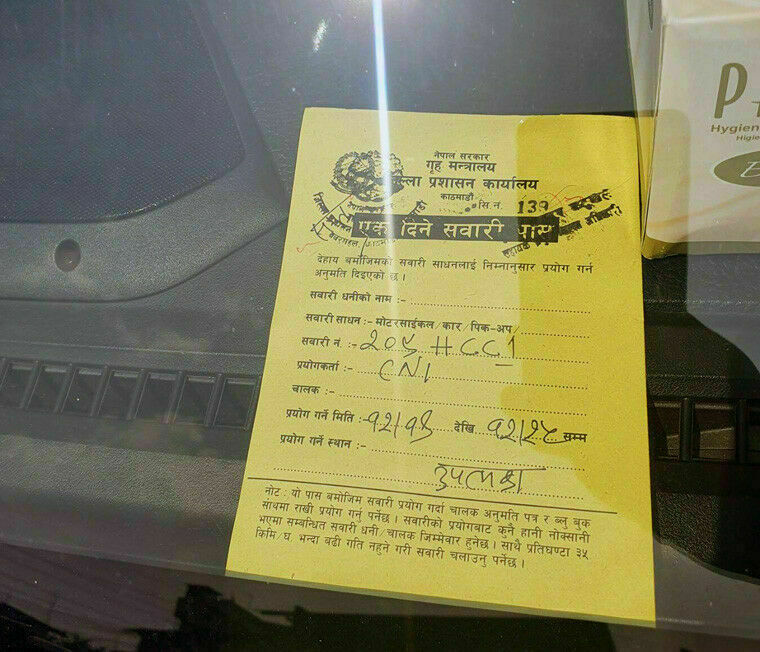 नेपाल सरकार
गृह मन्त्रालय
जिल्ला प्रशासन कार्यालय
काठमाडौं
सि.नं. 139
एक दिने सवारी पास
देहाय बमोजिमको सवारी साधनलाई निम्नानुसार प्रयोग गर्न
अनुमति दिइएको छ ।
सवारी धनीको नाम :-
सवारी साधन :- मोटरसाईकल/कार/पिक-अप/
सवारी नं :-
प्रयोगकर्ता :- CNI
चालक :-
प्रयोग गर्ने मिति :- देखि सम्म
प्रयोग गर्ने स्थान :-
उपत्यका
नोट : यो पास बमोजिम सवारी प्रयोग गर्दा चालक अनुमति पत्र र ब्लु बुक
साथमा राखी प्रयोग गर्नु पर्नेछ । सवारीको प्रयोगबाट कुनै हानी नोक्सानी
भएमा सम्बन्धित सवारी धनी/चालक जिम्मेवार हुनेछ । साथै प्रतिघण्टा ३५
किमि/घ. भन्दा बढी गति नहुने गरी सवारी चलाउनु पर्नेछ ।
Hygien